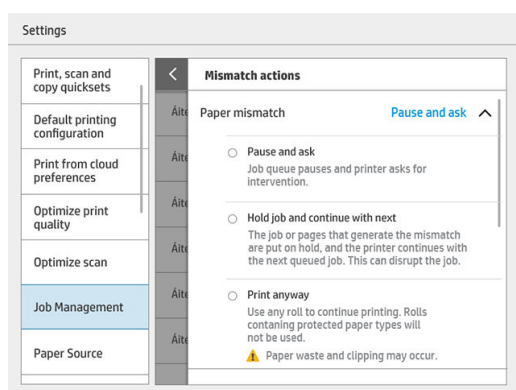 Settings
Print, scan and
copy quicksets
Default printing
configuration
Print from cloud
preferences
Optimize print
quality
Optimize scan
Job Management
Paper Source
Mismatch actions
Paper mismatch
Pause and ask
Pause and ask
Job queue pauses and printer asks for
intervention.
Hold job and continue with next
The job or pages that generate the mismatch
are put on hold, and the printer continues with
the next queued job. This can disrupt the job.
Print anyway
Use any roll to continue printing. Rolls
contaning protected paper types will
not be used.
Paper waste and clipping may occur.